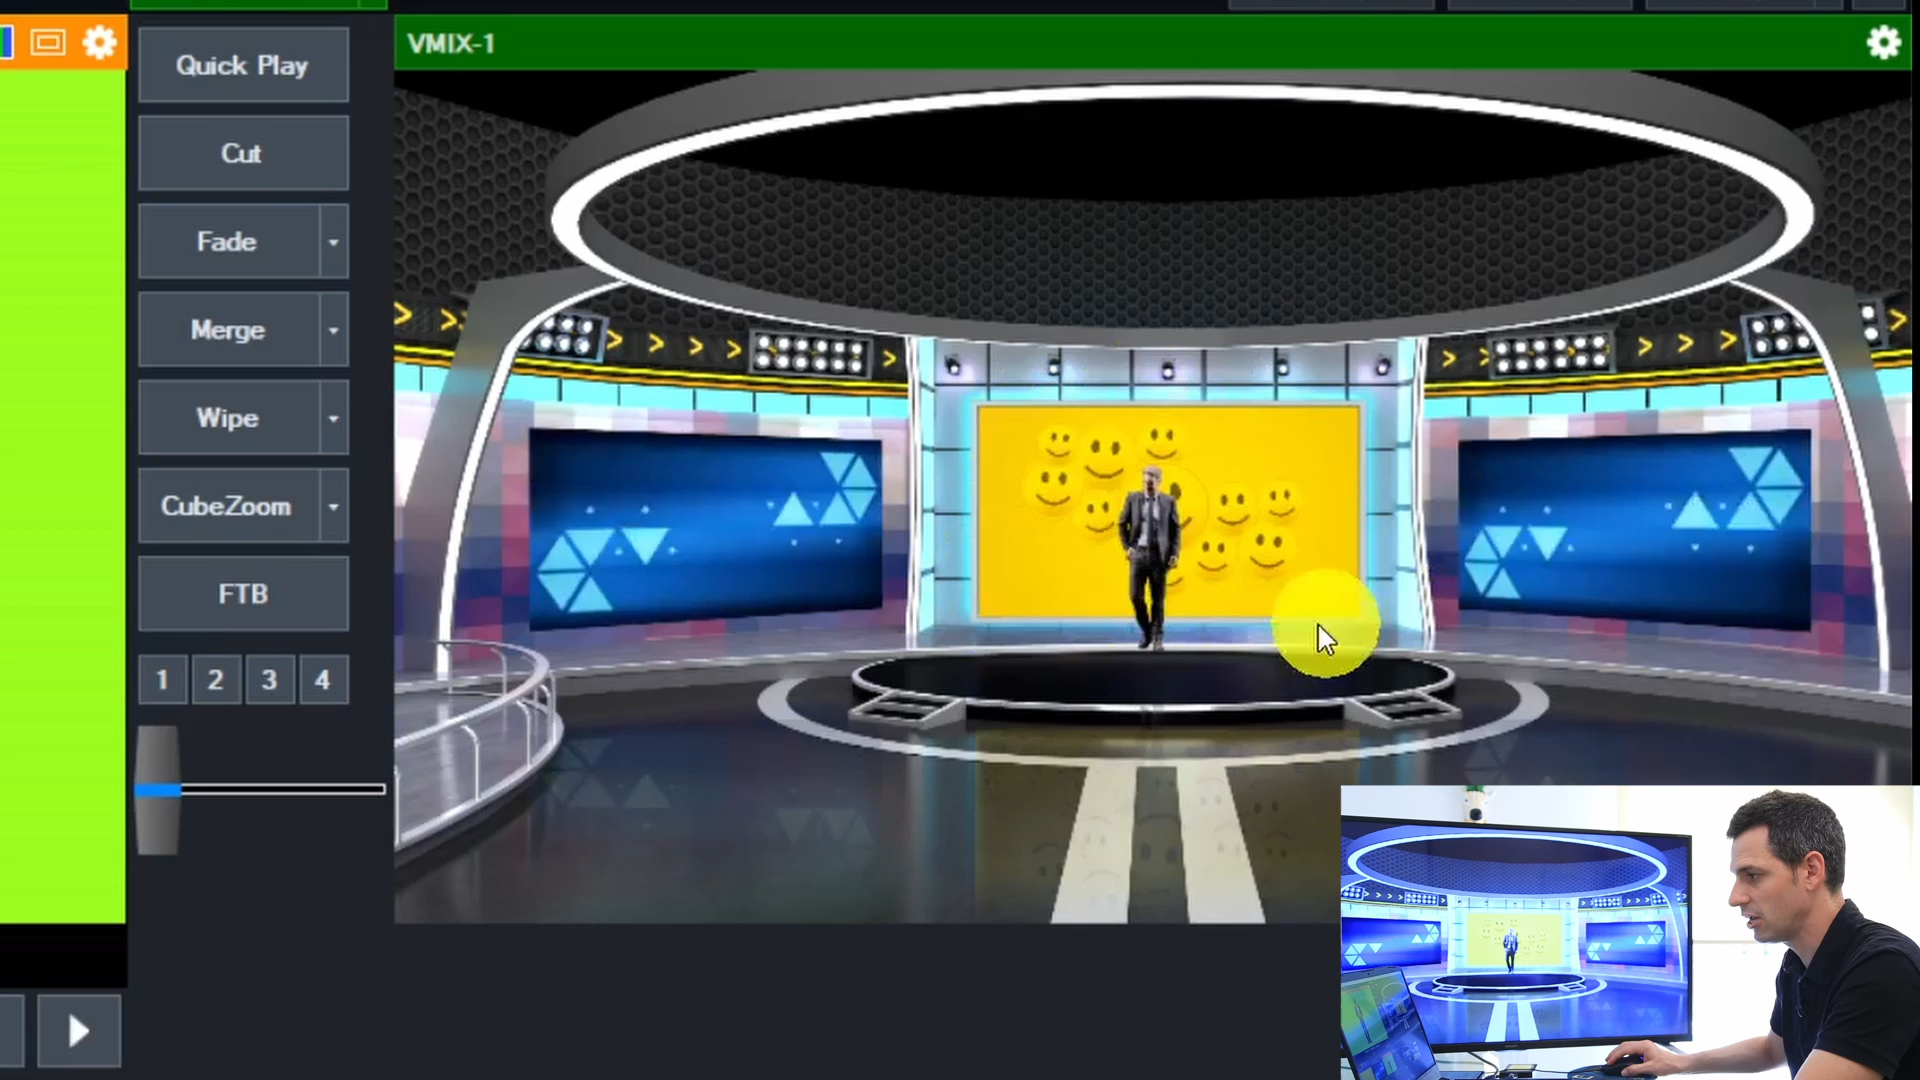 VMIX-1
Quick Play
Cut
Fade
Merge
Wipe
CubeZoom
FTB
1 2 3 4